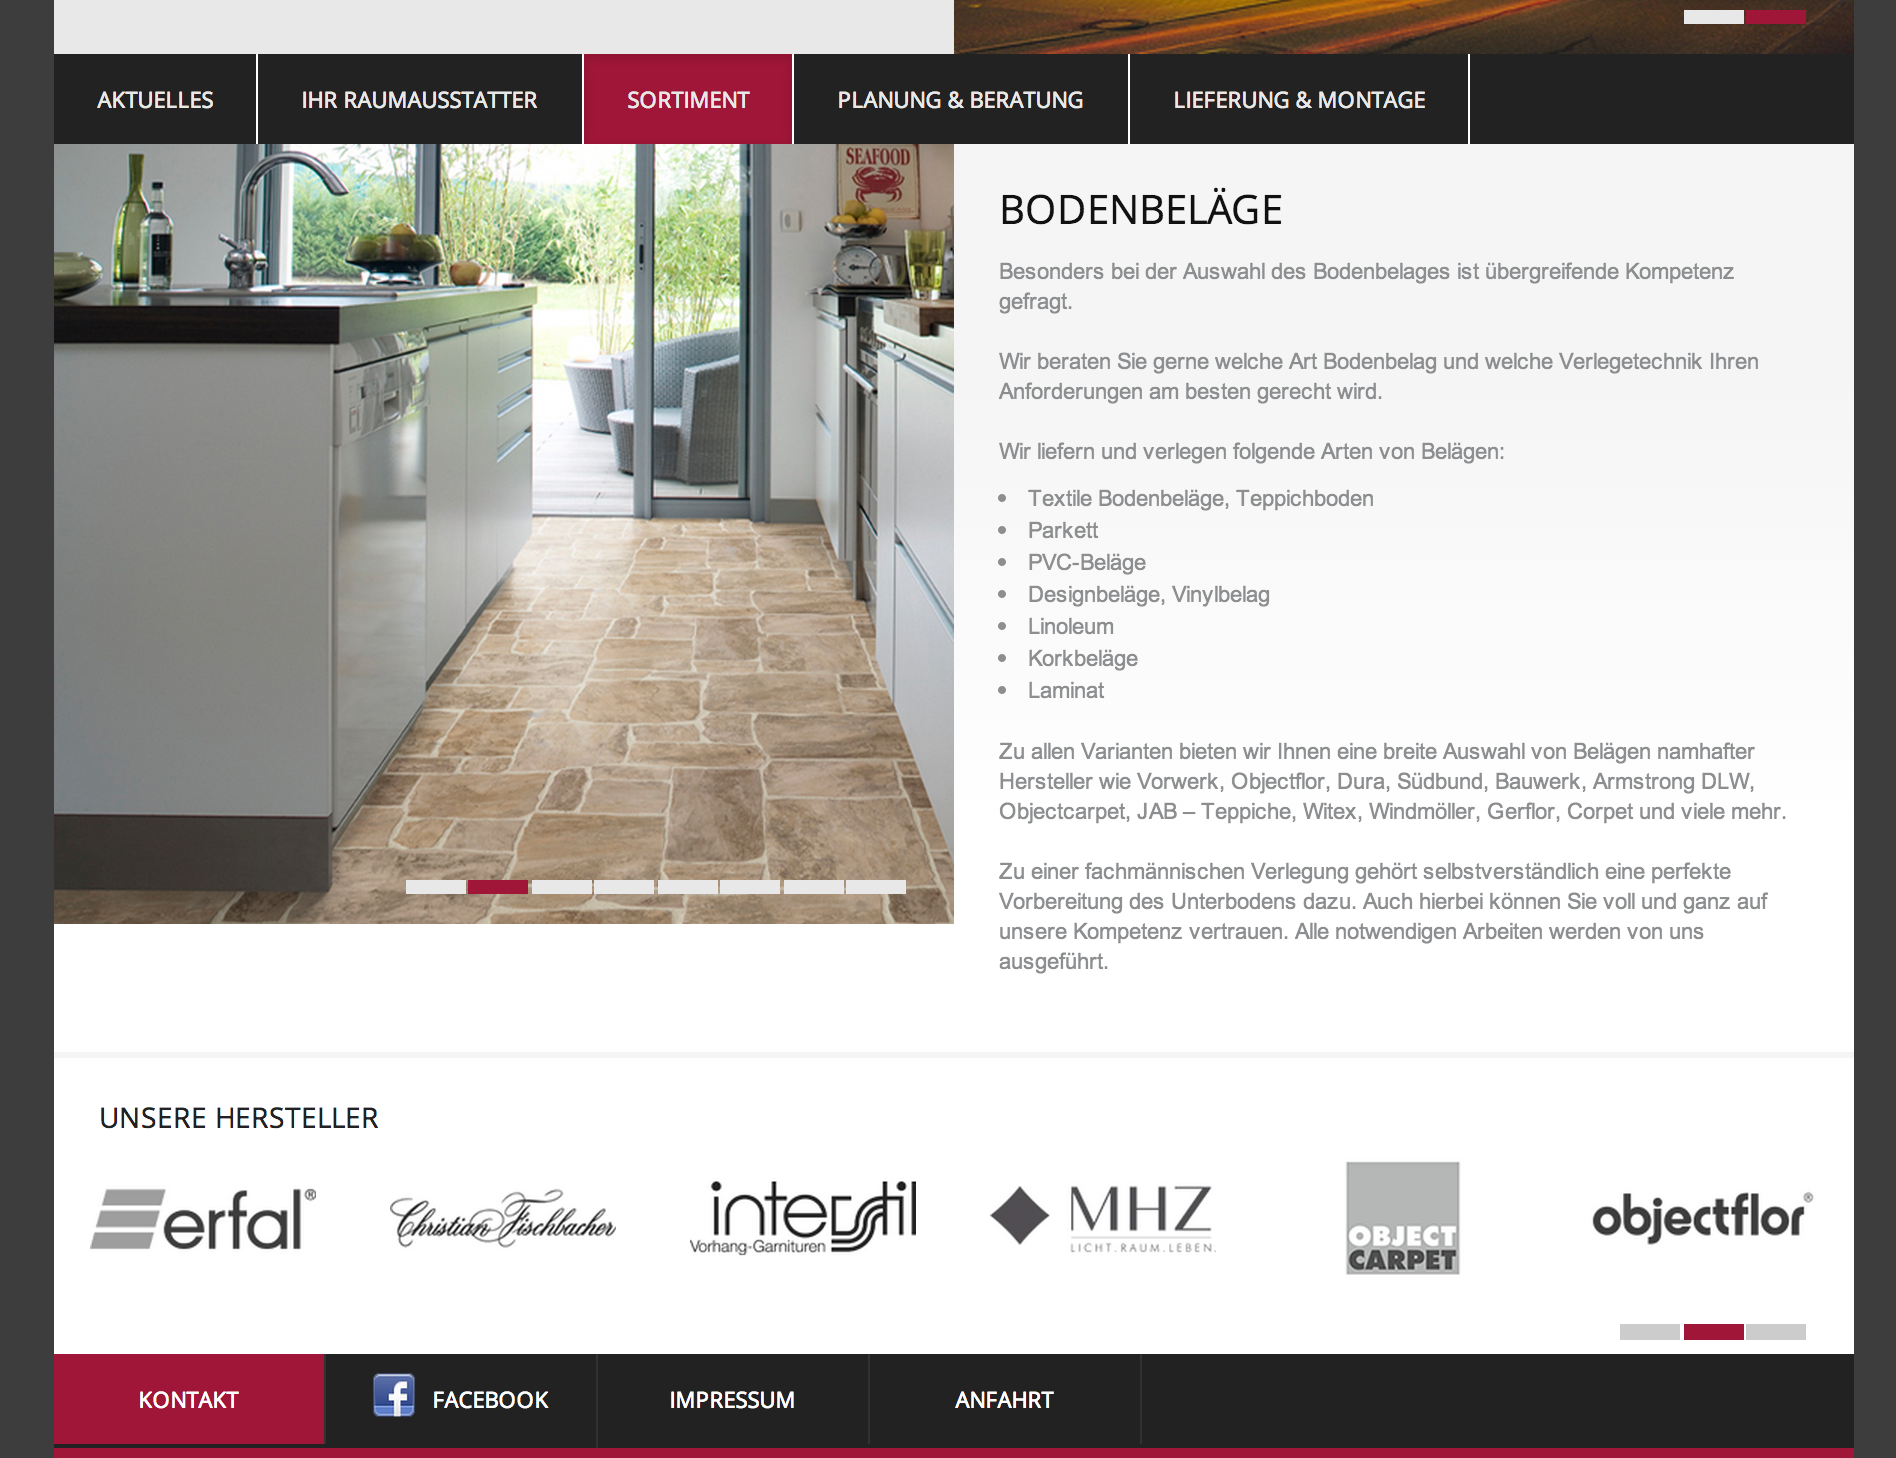 AKTUELLES
IHR RAUMAUSSTATTER
SORTIMENT
PLANUNG & BERATUNG
LIEFERUNG & MONTAGE
SEAFOOD
BODENBELÄGE
Besonders bei der Auswahl des Bodenbelages ist übergreifende Kompetenz
gefragt.
Wir beraten Sie gerne welche Art Bodenbelag und welche Verlegetechnik Ihren
Anforderungen am besten gerecht wird.
Wir liefern und verlegen folgende Arten von Belägen:
• Textile Bodenbeläge, Teppichboden
• Parkett
• PVC-Beläge
• Designbeläge, Vinylbelag
• Linoleum
• Korkbeläge
• Laminat
Zu allen Varianten bieten wir Ihnen eine breite Auswahl von Belägen namhafter
Hersteller wie Vorwerk, Objectflor, Dura, Südbund, Bauwerk, Armstrong DLW,
Objectcarpet, JAB – Teppiche, Witex, Windmöller, Gerflor, Corpet und viele mehr.
Zu einer fachmännischen Verlegung gehört selbstverständlich eine perfekte
Vorbereitung des Unterbodens dazu. Auch hierbei können Sie voll und ganz auf
unsere Kompetenz vertrauen. Alle notwendigen Arbeiten werden von uns
ausgeführt.
UNSERE HERSTELLER
erfal®
Christian Fischbacher
interstil
Vorhang-Garnituren
MHZ
LICHT.RAUM.LEBEN.
OBJECT
CARPET
objectflor®
KONTAKT
f FACEBOOK
IMPRESSUM
ANFAHRT